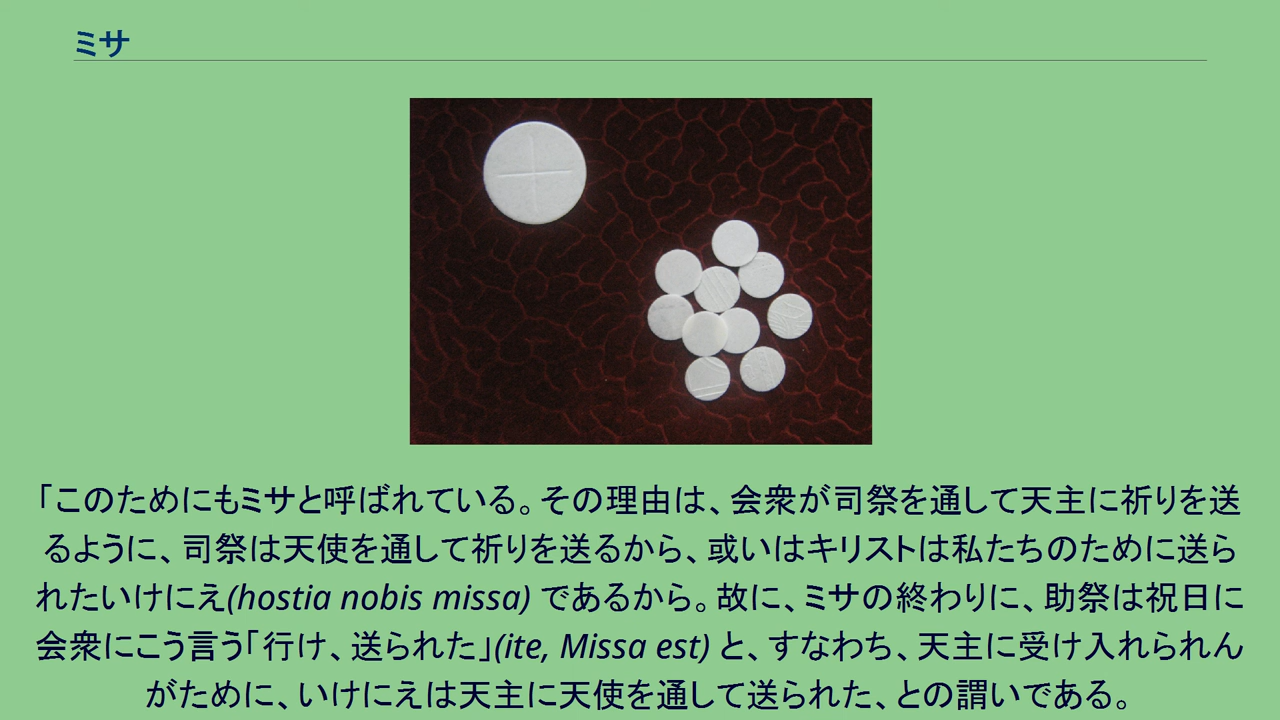 ミサ
「このためにもミサと呼ばれている。その理由は、会衆が司祭を通して天主に祈りを送
るように、司祭は天使を通して祈りを送るから、或いはキリストは私たちのために送ら
れたいけにえ(hostia nobis missa) であるから。故に、ミサの終わりに、助祭は祝日に
会衆にこう言う「行け、送られた」(ite, Missa est) と、すなわち、天主に受け入れられん
がために、いけにえは天主に天使を通して送られた、との謂いである。